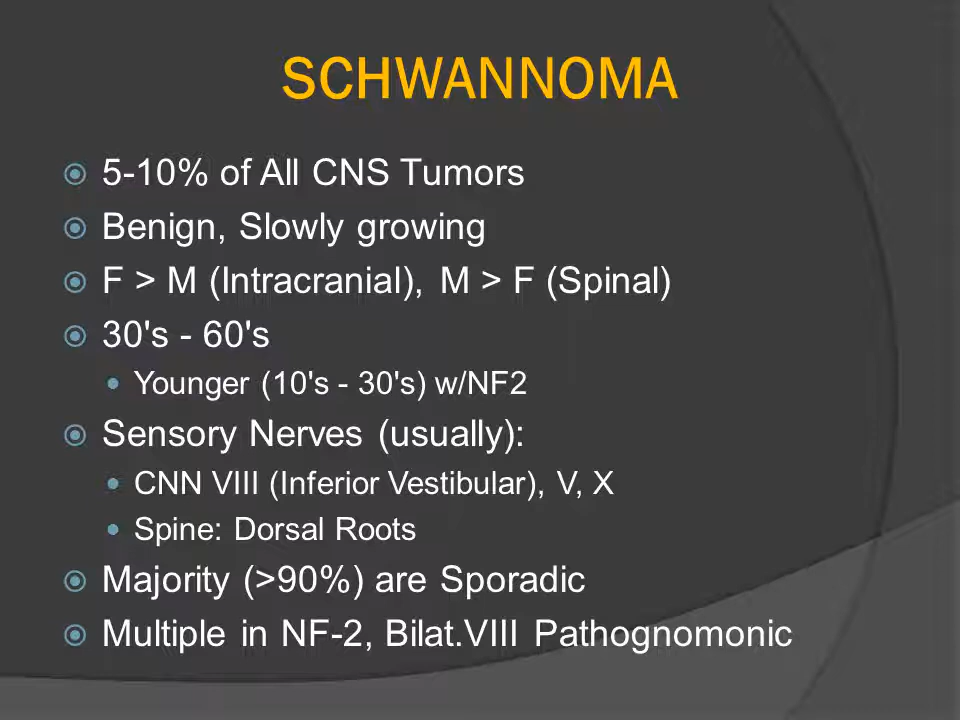 SCHWANNOMA
5-10% of All CNS Tumors
Benign, Slowly growing
F > M (Intracranial), M > F (Spinal)
30's - 60's
Younger (10's - 30's) w/NF2
Sensory Nerves (usually):
CNN VIII (Inferior Vestibular), V, X
Spine: Dorsal Roots
Majority (>90%) are Sporadic
Multiple in NF-2, Bilat.VIII Pathognomonic